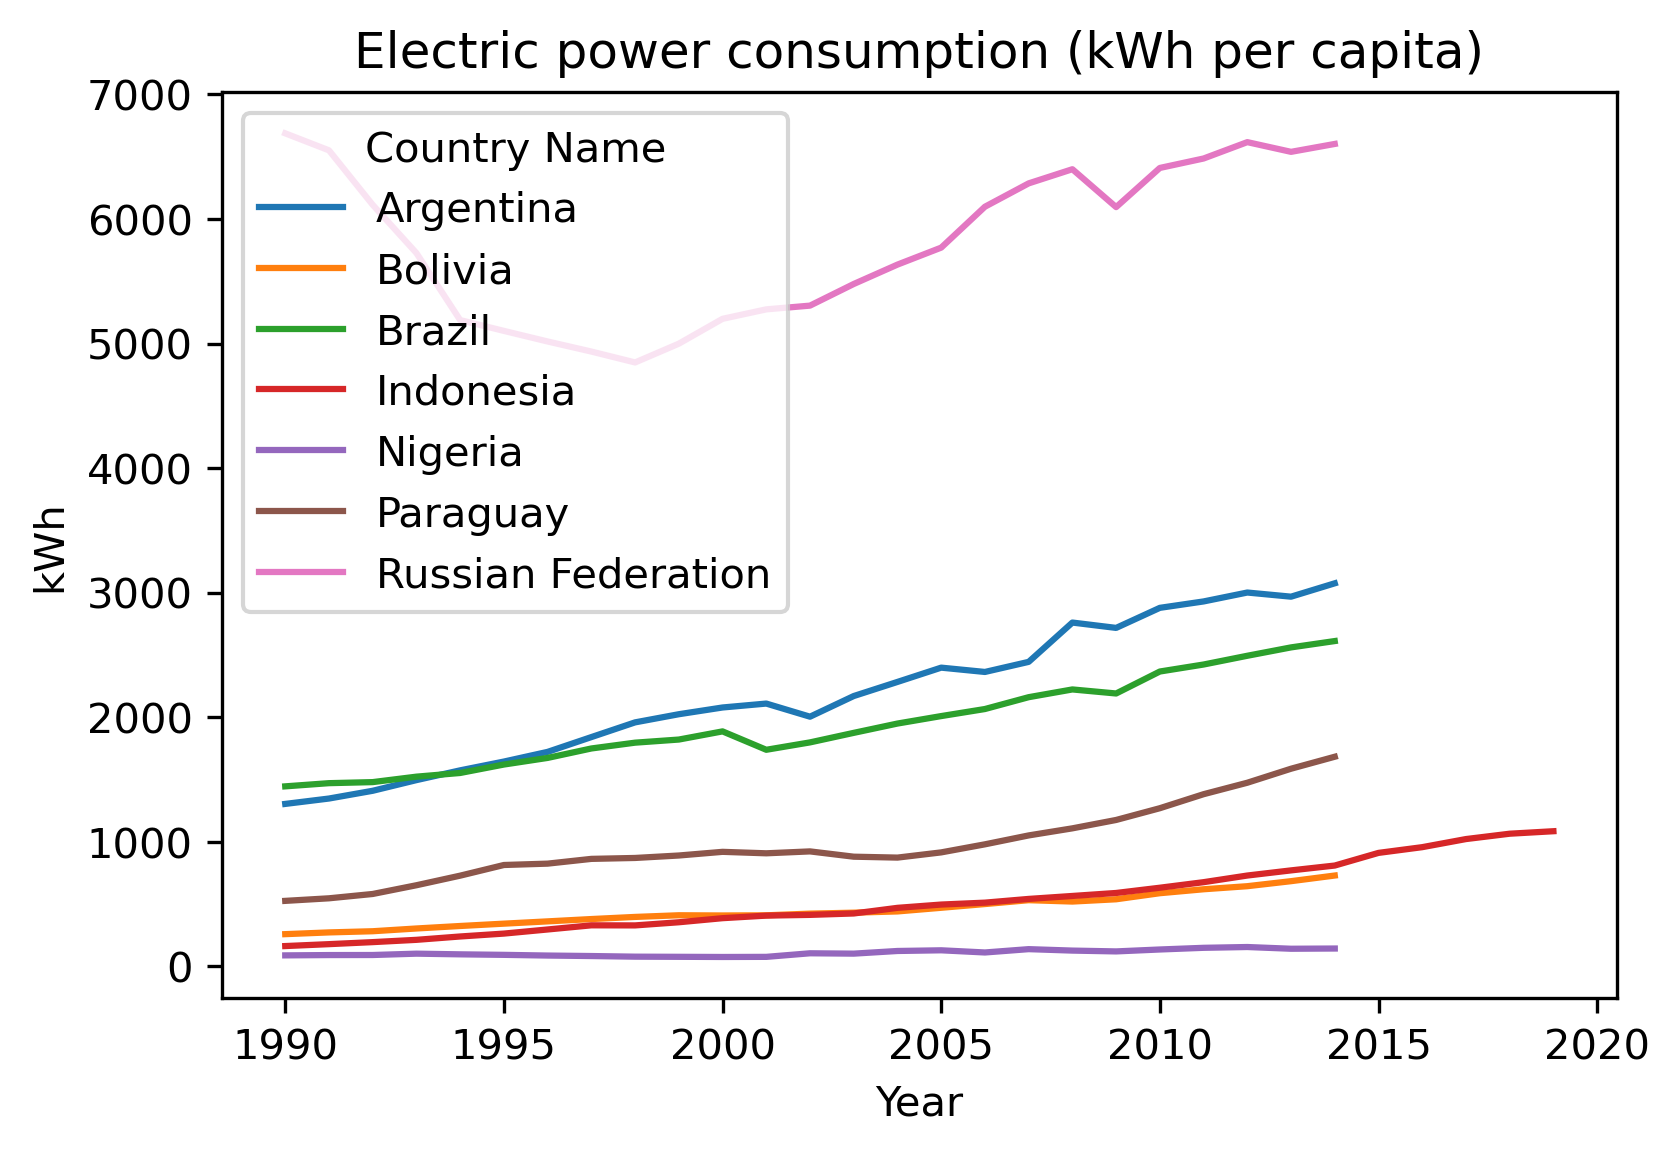 Electric power consumption (kWh per capita)
7000
6000
5000
4000
3000
2000
1000
0
kWh
Country Name
Argentina
Bolivia
Brazil
Indonesia
Nigeria
Paraguay
Russian Federation
1990 1995 2000 2005 2010 2015 2020
Year